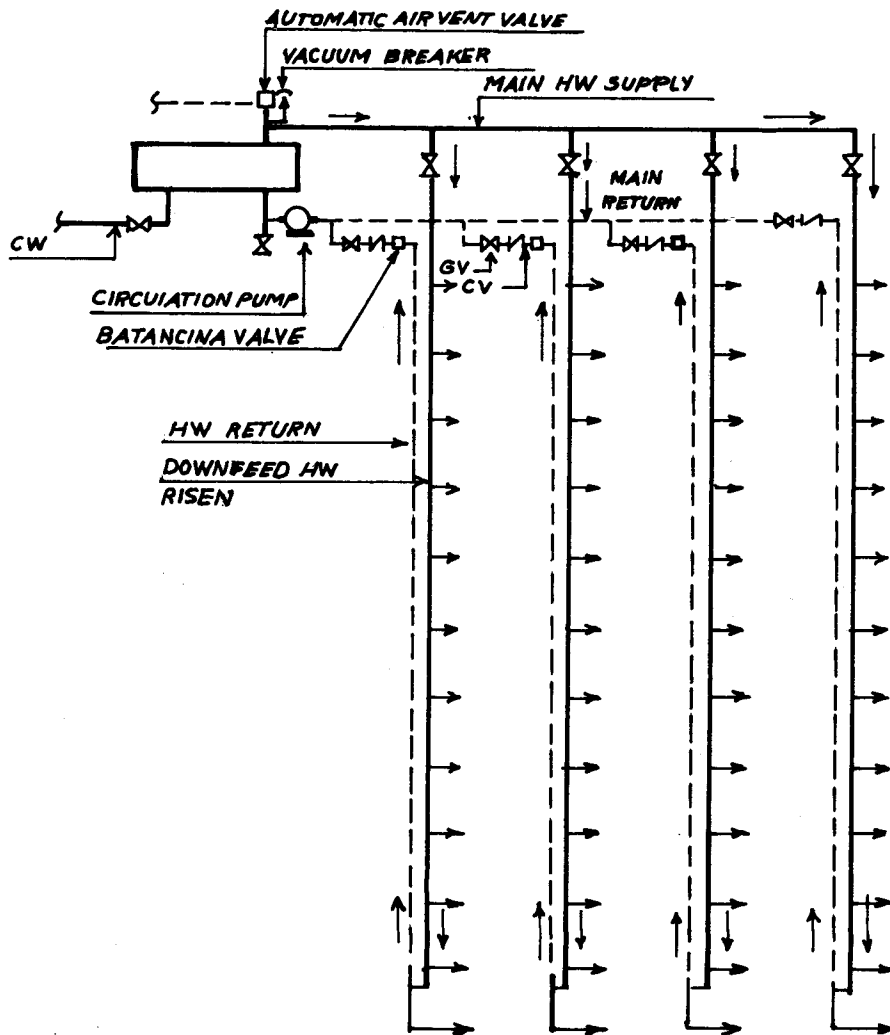 AUTOMATIC AIR VENT VALVE
VACUUM BREAKER
MAIN HW SUPPLY
MAIN
RETURN
CW
GV
CV
CIRCUIATION PUMP
BATANCINA VALVE
HW RETURN
DOWNFEED HW
RISEN